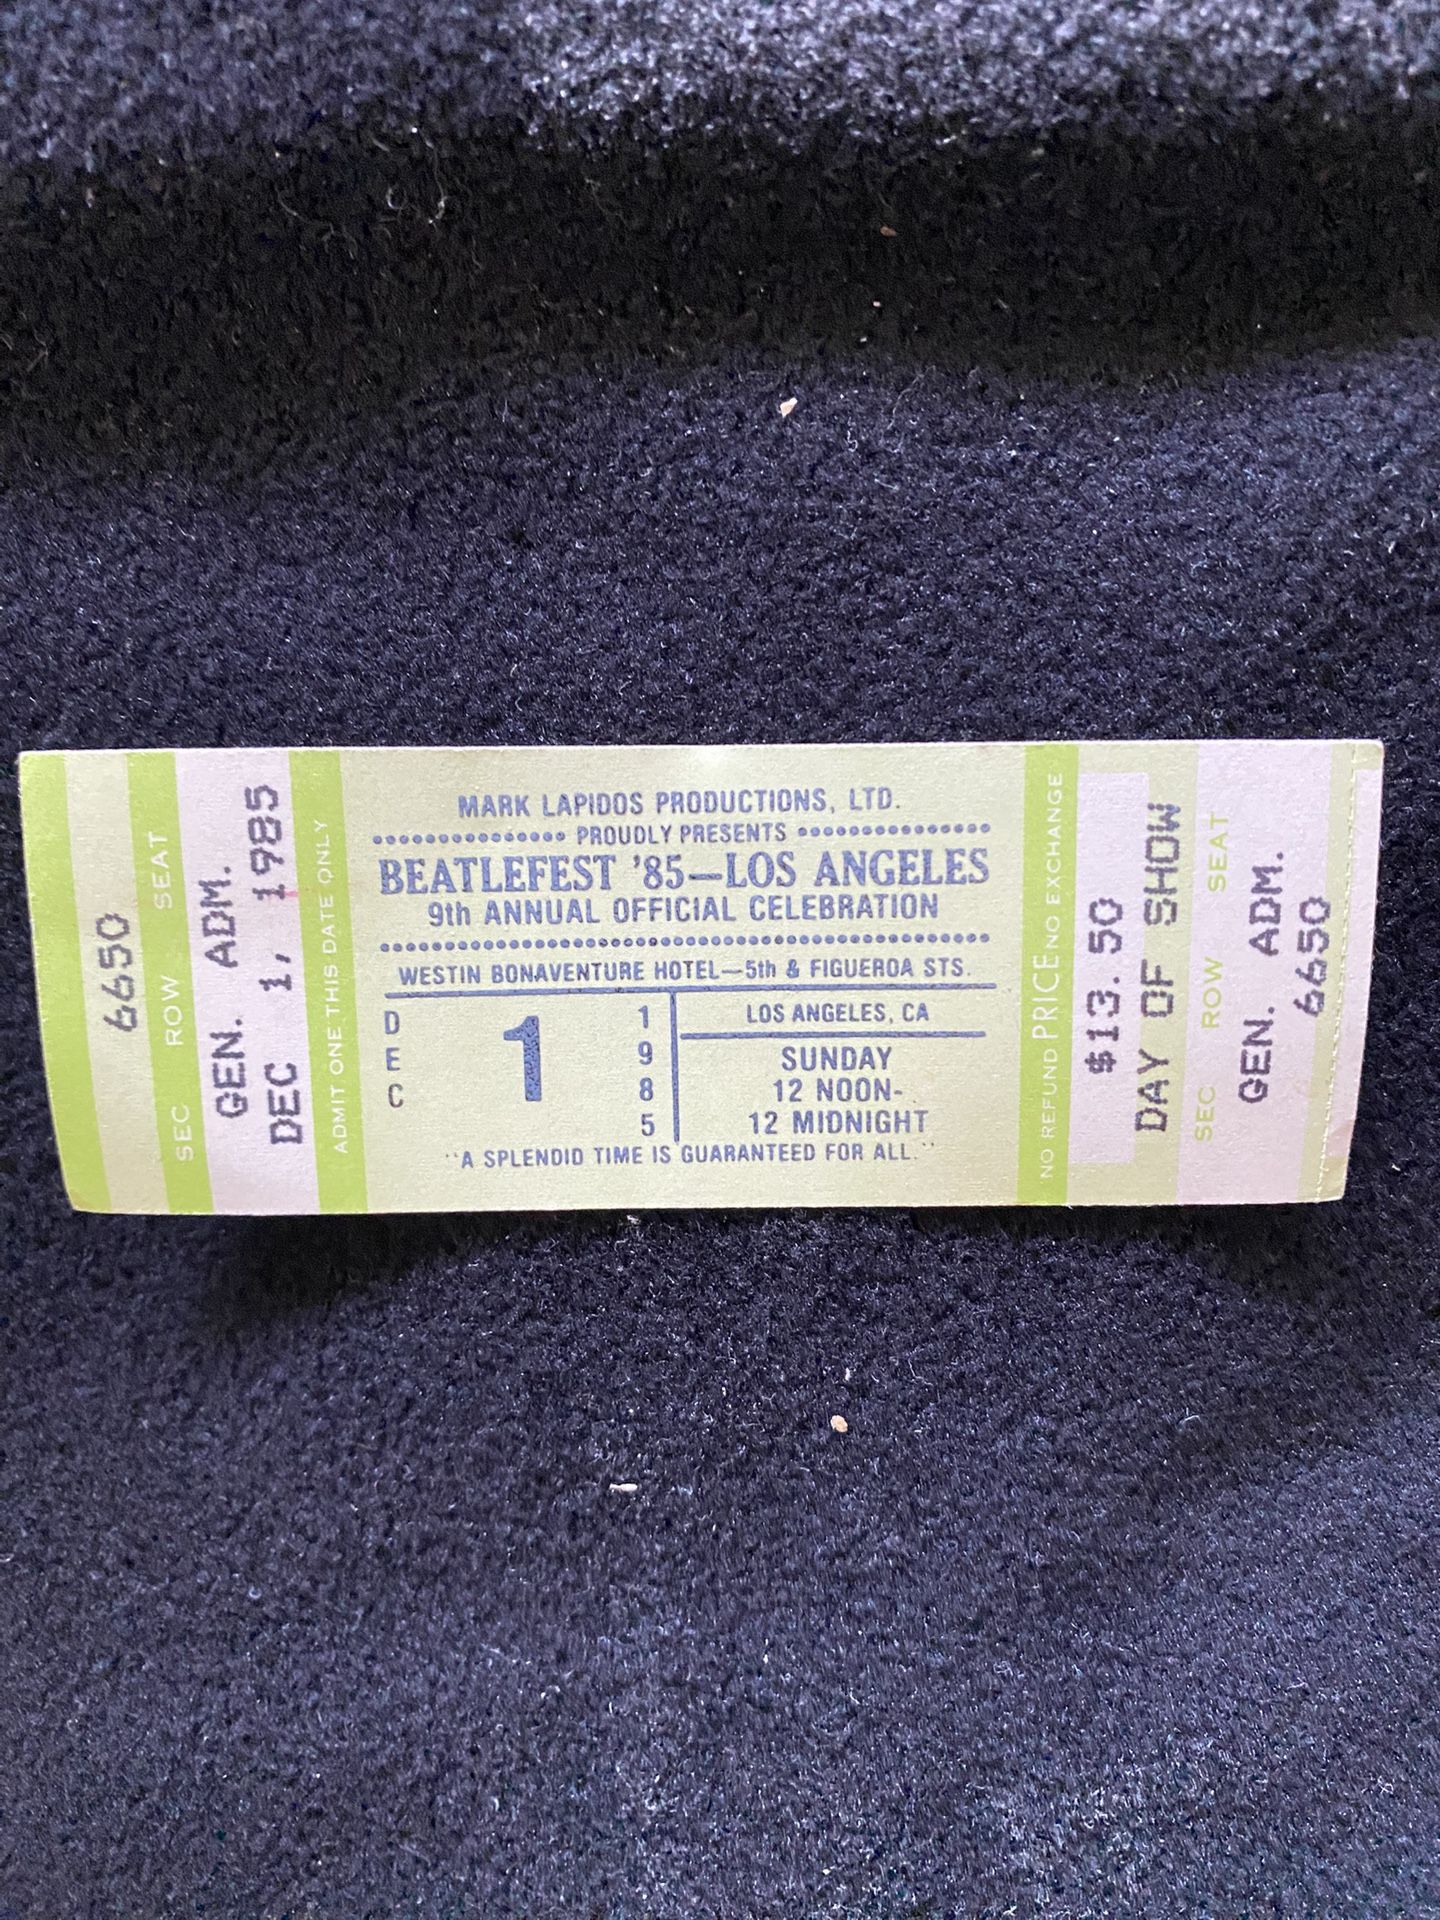 6650
SEC ROW SEAT
GEN. ADM.
DEC 1, 1985
ADMIT ONE THIS DATE ONLY
MARK LAPIDOS PRODUCTIONS, LTD.
PROUDLY PRESENTS
BEATLEFEST '85—LOS ANGELES
9th ANNUAL OFFICIAL CELEBRATION
WESTIN BONAVENTURE HOTEL—5th & FIGUEROA STS.
DEC
1
1985
LOS ANGELES, CA
SUNDAY
12 NOON-
12 MIDNIGHT
"A SPLENDID TIME IS GUARANTEED FOR ALL."
NO REFUND PRICE NO EXCHANGE
$13.50
DAY OF SHOW
SEC ROW SEAT
GEN. ADM.
6650